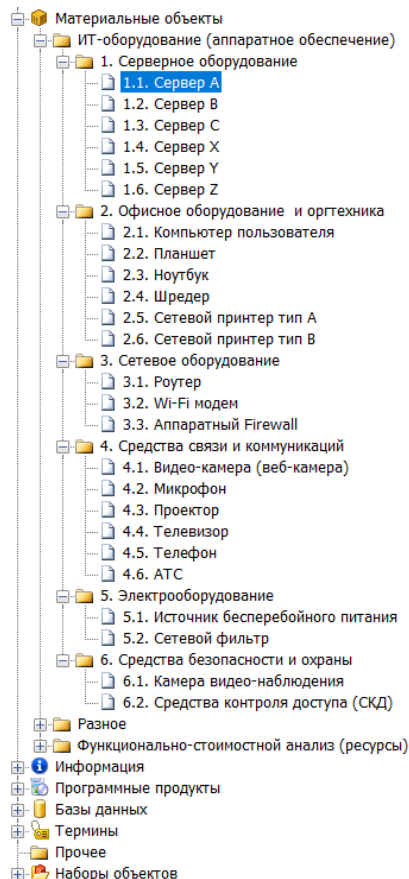 Материальные объекты
ИТ-оборудование (аппаратное обеспечение)
1. Серверное оборудование
1.1. Сервер A
1.2. Сервер B
1.3. Сервер C
1.4. Сервер X
1.5. Сервер Y
1.6. Сервер Z
2. Офисное оборудование и оргтехника
2.1. Компьютер пользователя
2.2. Планшет
2.3. Ноутбук
2.4. Шредер
2.5. Сетевой принтер тип A
2.6. Сетевой принтер тип B
3. Сетевое оборудование
3.1. Роутер
3.2. Wi-Fi модем
3.3. Аппаратный Firewall
4. Средства связи и коммуникаций
4.1. Видео-камера (веб-камера)
4.2. Микрофон
4.3. Проектор
4.4. Телевизор
4.5. Телефон
4.6. АТС
5. Электрооборудование
5.1. Источник бесперебойного питания
5.2. Сетевой фильтр
6. Средства безопасности и охраны
6.1. Камера видео-наблюдения
6.2. Средства контроля доступа (СКД)
Разное
Функционально-стоимостной анализ (ресурсы)
Информация
Программные продукты
Базы данных
Термины
Прочее
Наборы объектов